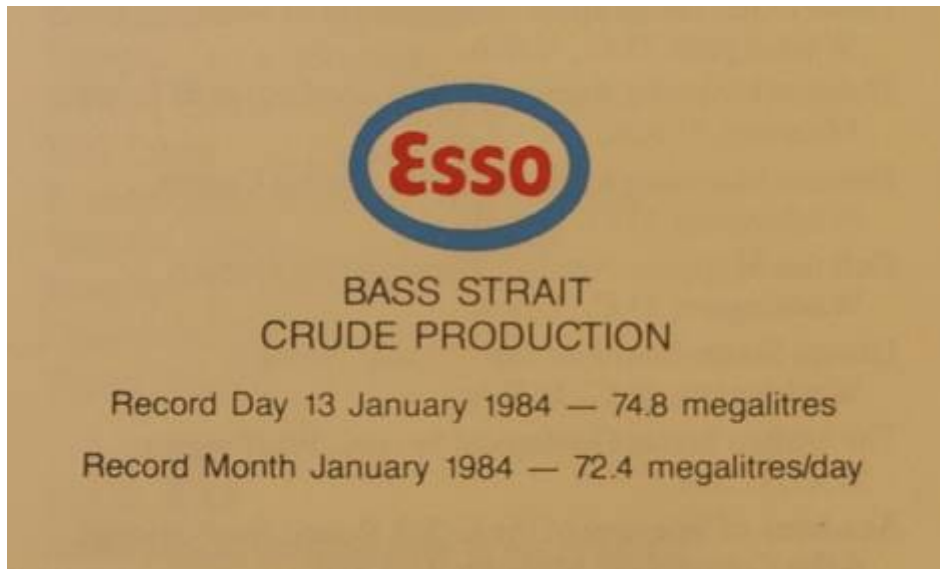 Esso
BASS STRAIT
CRUDE PRODUCTION
Record Day 13 January 1984 — 74.8 megalitres
Record Month January 1984 — 72.4 megalitres/day